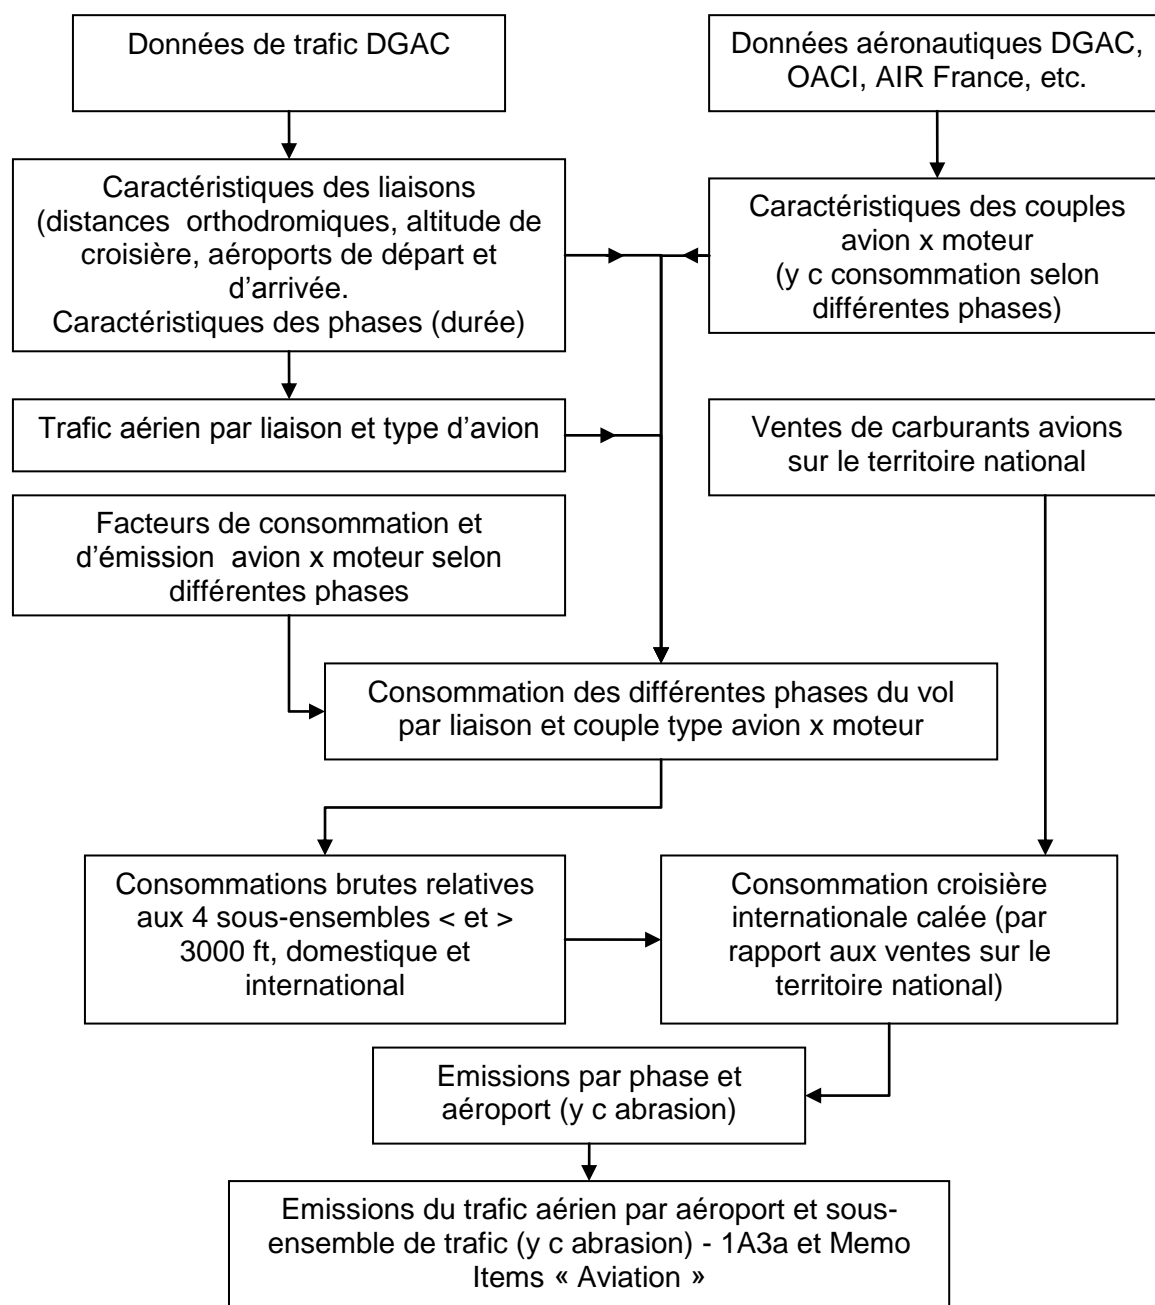 Données de trafic DGAC
Données aéronautiques DGAC,
OACI, AIR France, etc.
Caractéristiques des liaisons
(distances orthodromiques, altitude de
croisière, aéroports de départ et
d'arrivée.
Caractéristiques des phases (durée)
Caractéristiques des couples
avion x moteur
(y c consommation selon
différentes phases)
Trafic aérien par liaison et type d'avion
Ventes de carburants avions
sur le territoire national
Facteurs de consommation et
d'émission avion x moteur selon
différentes phases
Consommation des différentes phases du vol
par liaison et couple type avion x moteur
Consommations brutes relatives
aux 4 sous-ensembles < et >
3000 ft, domestique et
international
Consommation croisière
internationale calée (par
rapport aux ventes sur le
territoire national)
Emissions par phase et
aéroport (y c abrasion)
Emissions du trafic aérien par aéroport et sous-
ensemble de trafic (y c abrasion) - 1A3a et Memo
Items « Aviation »